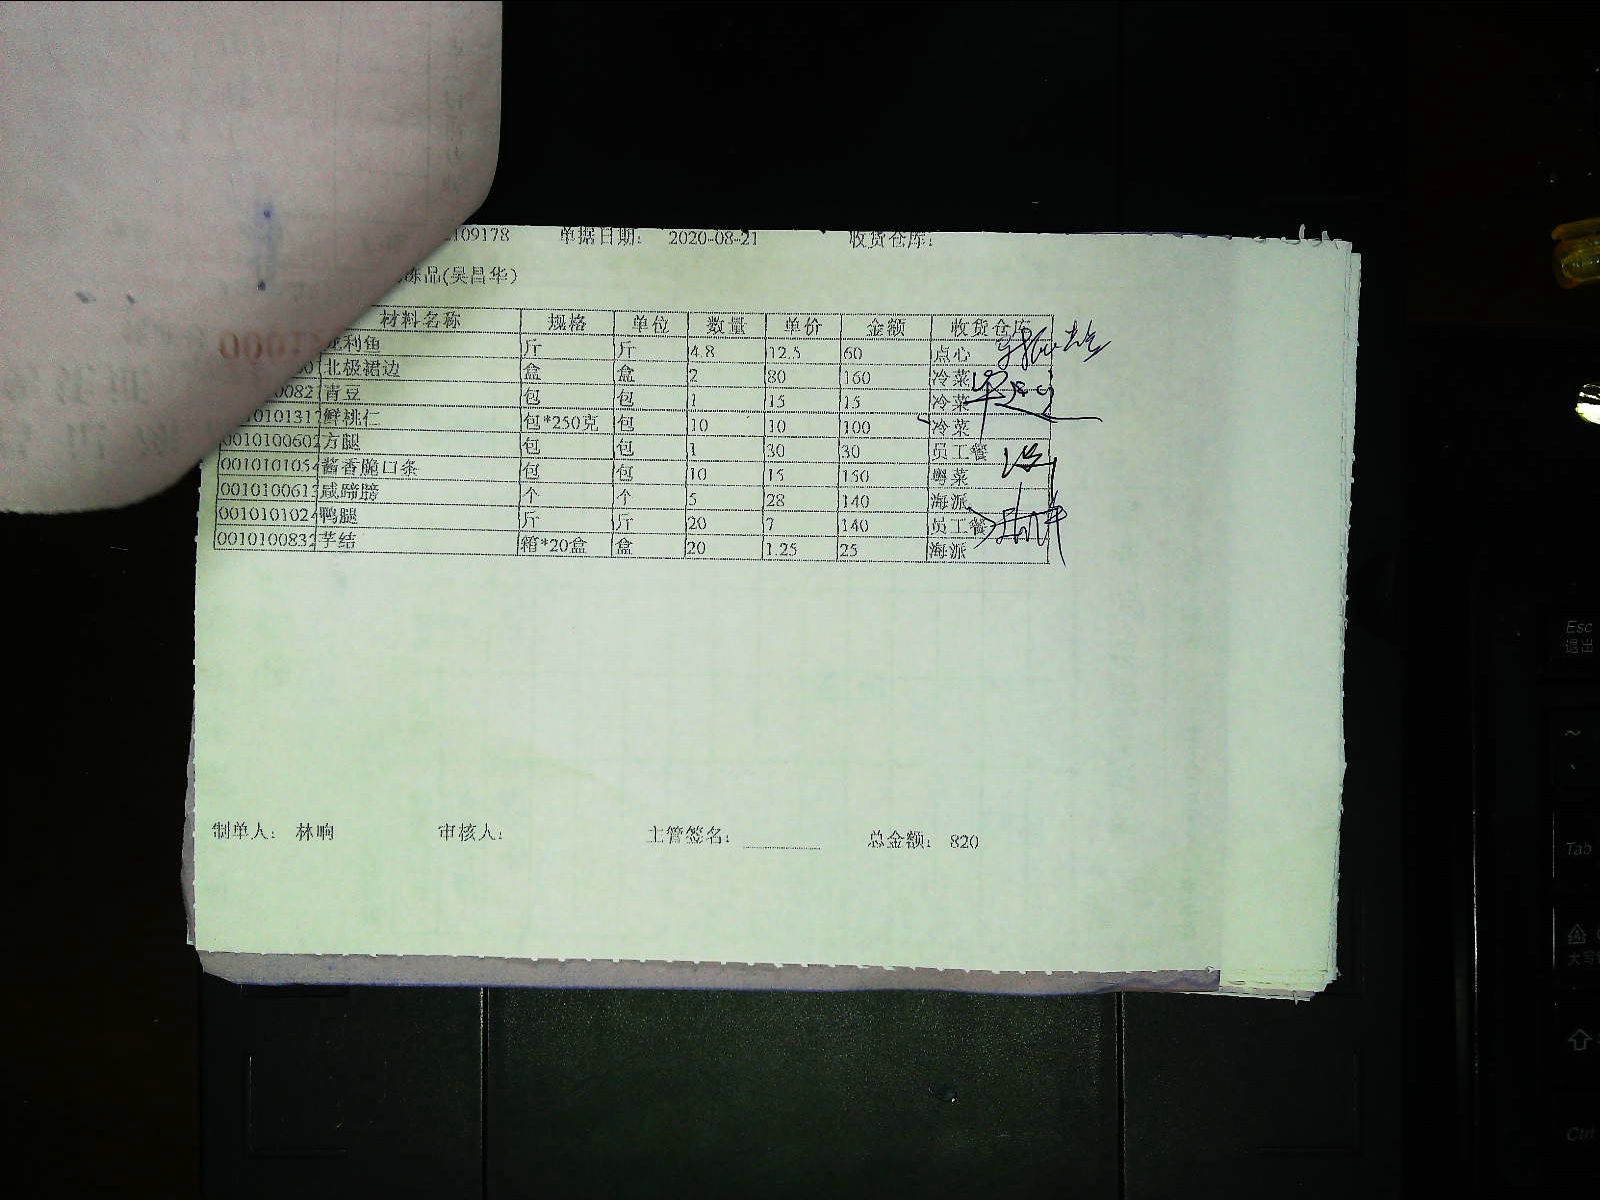 109178 单据日期: 2020-08-21 收货仓库:
冻品(吴昌华)
材料名称 规格 单位 数量 单价 金额 收货仓库
利鱼 斤 斤 4.8 12.5 60 点心
北极裙边 盒 盒 2 80 160 冷菜
0082 青豆 包 包 1 15 15 冷菜
010101317 鲜桃仁 包*250克 包 10 10 100 冷菜
0010100602 方腿 包 包 1 30 30 员工餐
0010101054 酱香脆口条 包 包 10 15 150 粤菜
0010100613 咸蹄膀 个 个 5 28 140 海派
0010101024 鸭腿 斤 斤 20 7 140 员工餐
0010100832 芋结 箱*20盒 盒 20 1.25 25 海派
制单人: 林晌 审核人: 主管签名: 总金额: 820
Esc
退出
~
Tab
大写
Ctrl